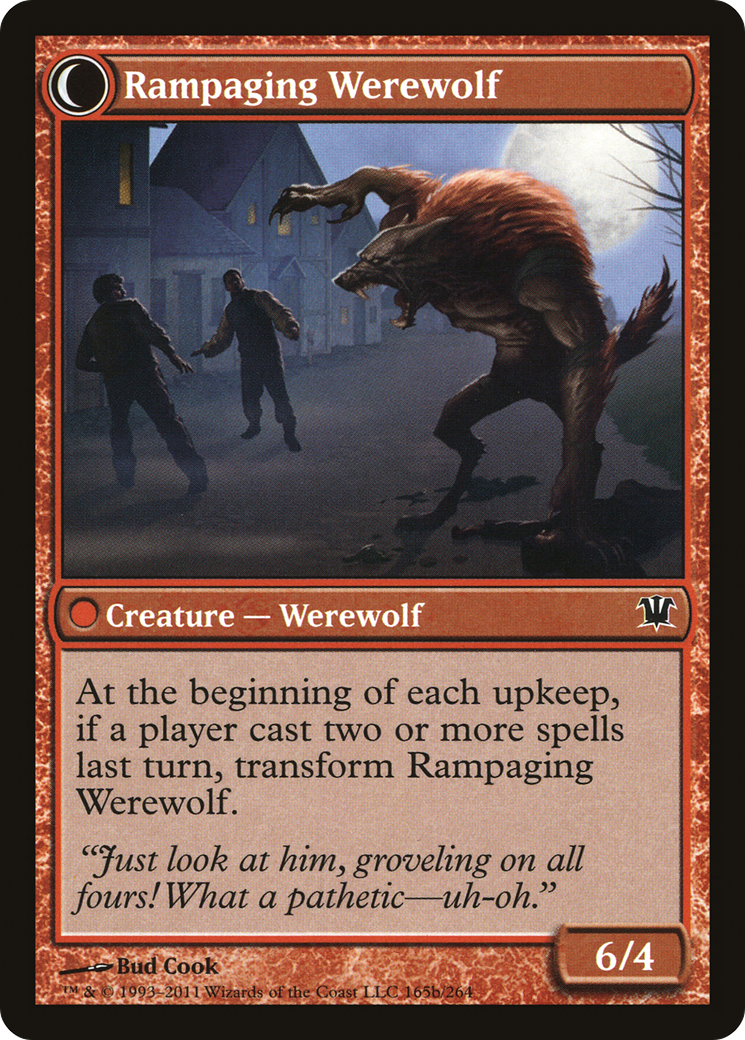 Rampaging Werewolf
Creature — Werewolf
At the beginning of each upkeep,
if a player cast two or more spells
last turn, transform Rampaging
Werewolf.
“Just look at him, groveling on all
fours! What a pathetic—uh-oh.”
6/4
Bud Cook
™ & © 1993–2011 Wizards of the Coast LLC 165b/264